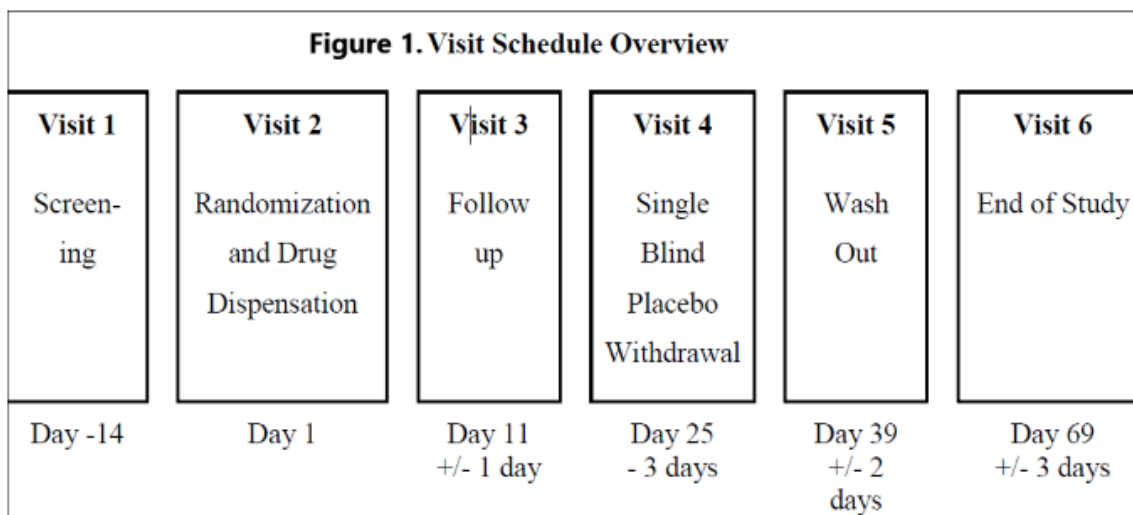 Figure 1. Visit Schedule Overview
Visit 1
Screen-
ing
Day -14
Visit 2
Randomization
and Drug
Dispensation
Day 1
Visit 3
Follow
up
Day 11
+/- 1 day
Visit 4
Single
Blind
Placebo
Withdrawal
Day 25
- 3 days
Visit 5
Wash
Out
Day 39
+/- 2
days
Visit 6
End of Study
Day 69
+/- 3 days